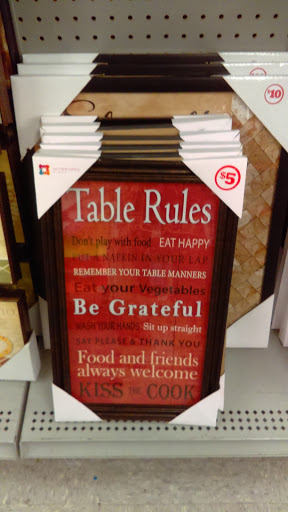 $10
$5
Table Rules
Don't play with food EAT HAPPY
PUT A NAPKIN IN YOUR LAP
REMEMBER YOUR TABLE MANNERS
Eat your Vegetables
Be Grateful
WASH YOUR HANDS Sit up straight
SAY PLEASE & THANK YOU
Food and friends
always welcome
KISS THE COOK